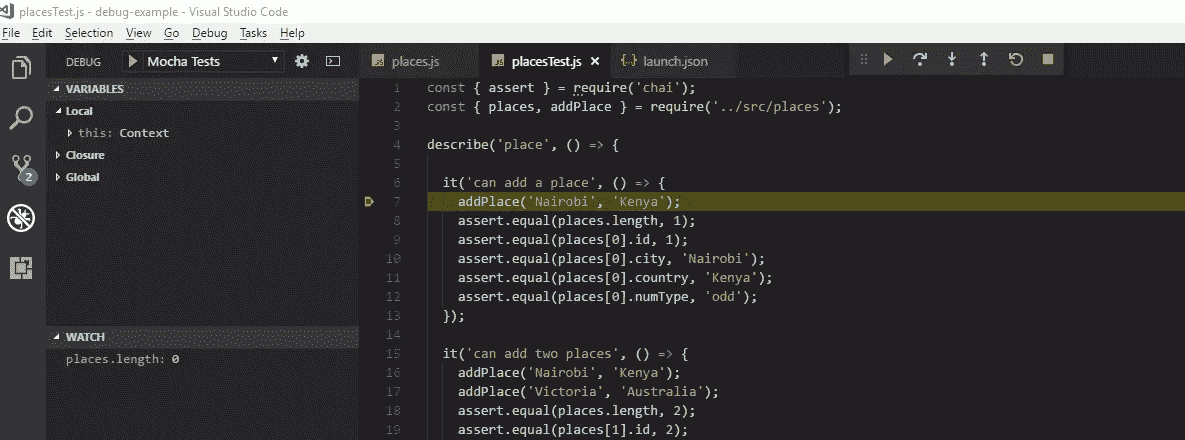 placesTest.js - debug-example - Visual Studio Code
File Edit Selection View Go Debug Tasks Help
DEBUG Mocha Tests
places.js placesTest.js launch.json
VARIABLES
Local
this: Context
Closure
Global
2
WATCH
places.length: 0
1 const { assert } = require('chai');
2 const { places, addPlace } = require('../src/places');
3
4 describe('place', () => {
5
6 it('can add a place', () => {
7 addPlace('Nairobi', 'Kenya');
8 assert.equal(places.length, 1);
9 assert.equal(places[0].id, 1);
10 assert.equal(places[0].city, 'Nairobi');
11 assert.equal(places[0].country, 'Kenya');
12 assert.equal(places[0].numType, 'odd');
13 });
14
15 it('can add two places', () => {
16 addPlace('Nairobi', 'Kenya');
17 addPlace('Victoria', 'Australia');
18 assert.equal(places.length, 2);
19 assert.equal(places[1].id, 2);